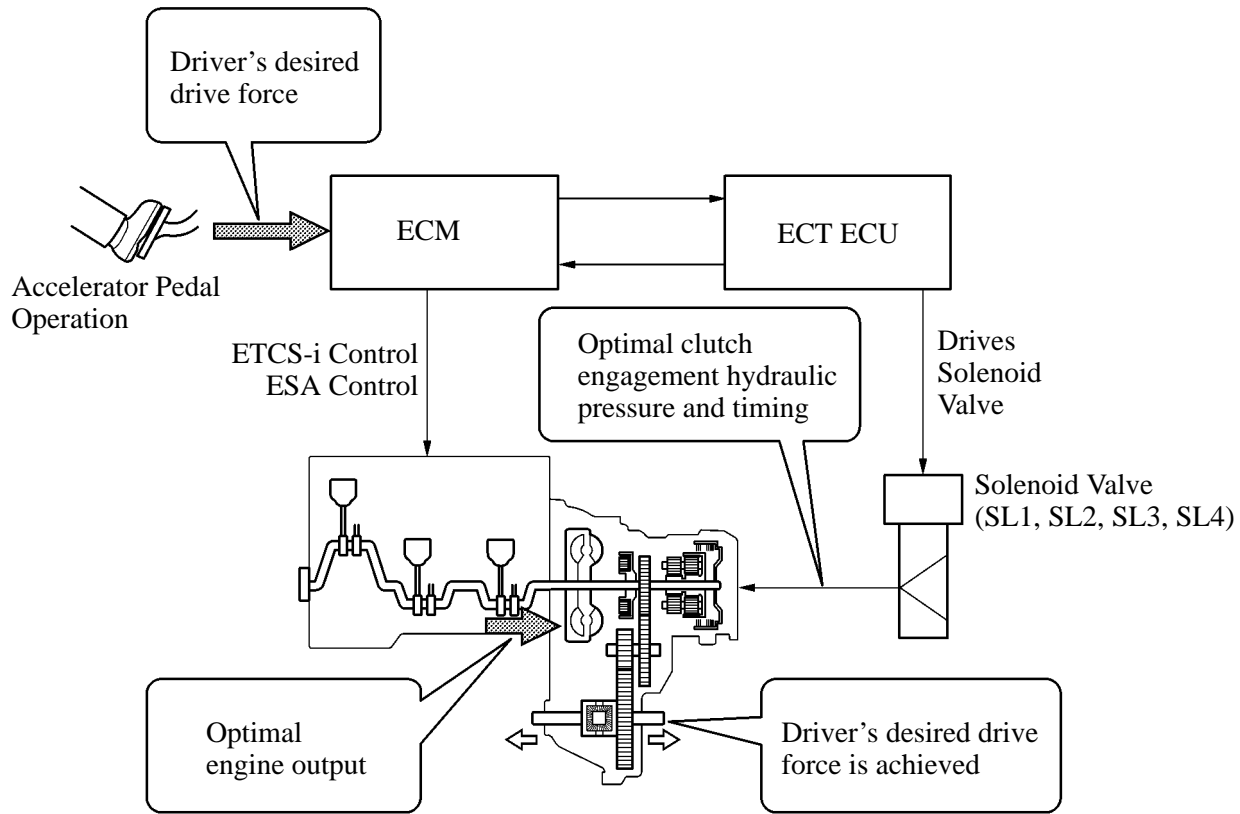 Driver’s desired
drive force
ECM
ECT ECU
Accelerator Pedal
Operation
ETCS-i Control
ESA Control
Optimal clutch
engagement hydraulic
pressure and timing
Drives
Solenoid
Valve
Solenoid Valve
(SL1, SL2, SL3, SL4)
Optimal
engine output
Driver’s desired drive
force is achieved